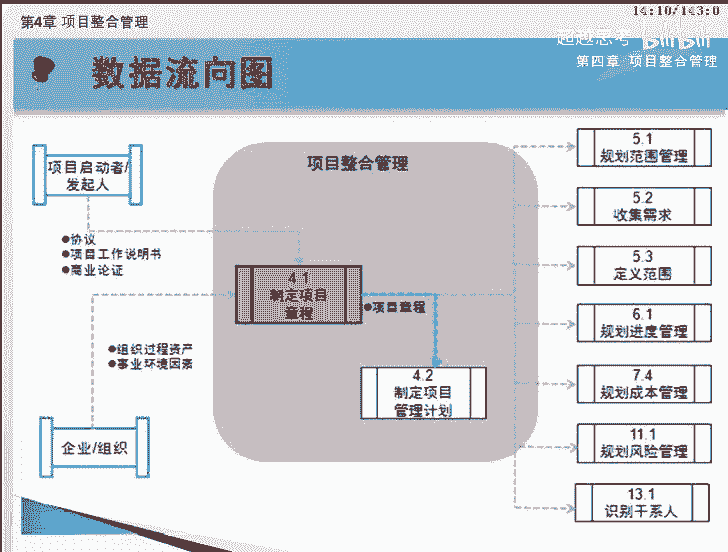 14:10/143:0
第4章 项目整合管理
超越思考 bilibili
第四章 项目整合管理
数据流向图
项目启动者/
发起人
●协议
●项目工作说明书
●商业论证
●组织过程资产
●事业环境因素
企业/组织
项目整合管理
4.1
制定项目
章程
●项目章程
4.2
制定项目
管理计划
5.1
规划范围管理
5.2
收集需求
5.3
定义范围
6.1
规划进度管理
7.4
规划成本管理
11.1
规划风险管理
13.1
识别干系人